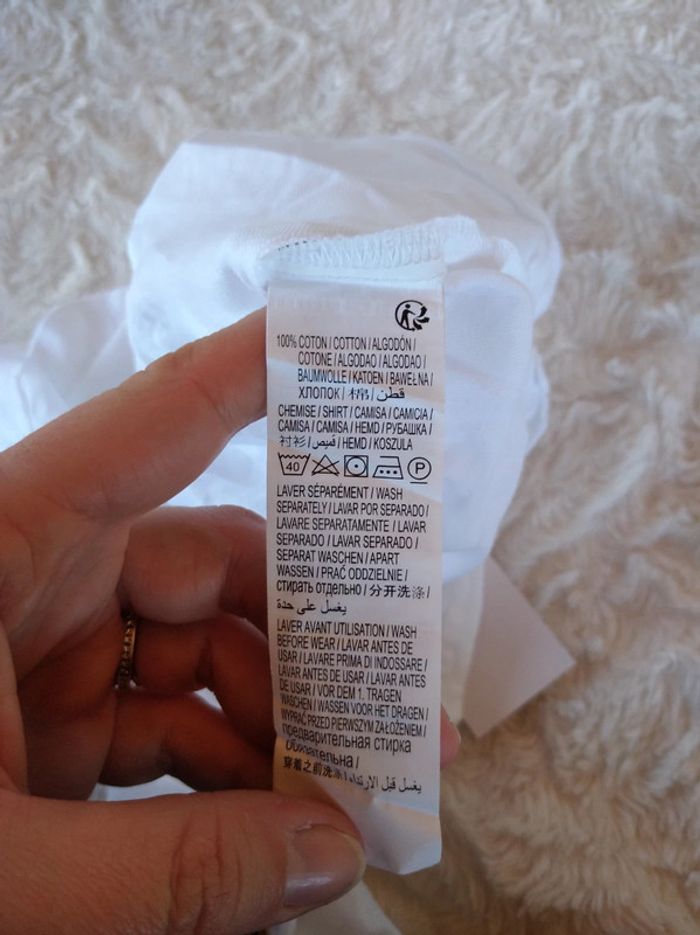 100% COTON / COTTON / ALGODÓN /
COTONE / ALGODAO / ALGODAO /
BAUMWOLLE / KATOEN / BAWEŁNA /
ХЛОПОК / 棉 / قطن /
CHEMISE / SHIRT / CAMISA / CAMICIA /
CAMISA / CAMISA / HEMD / РУБАШКА /
衬衫 / قميص / HEMD / KOSZULA
40 P
LAVER SÉPARÉMENT / WASH
SEPARATELY / LAVAR POR SEPARADO /
LAVARE SEPARATAMENTE / LAVAR
SEPARADO / LAVAR SEPARADO /
SEPARAT WASCHEN / APART
WASSEN / PRAĆ ODDZIELNIE /
стирать отдельно / 分开洗涤 /
يغسل على حدة
LAVER AVANT UTILISATION / WASH
BEFORE WEAR / LAVAR ANTES DE
USAR / LAVARE PRIMA DI INDOSSARE /
LAVAR ANTES DE USAR / LAVAR ANTES
DE USAR / VOR DEM 1. TRAGEN
WASCHEN / WASSEN VOOR HET DRAGEN /
WYPRAĆ PRZED PIERWSZYM ZAŁOŻENIEM /
предварительная стирка
обязательна /
穿着之前洗涤 / يغسل قبل